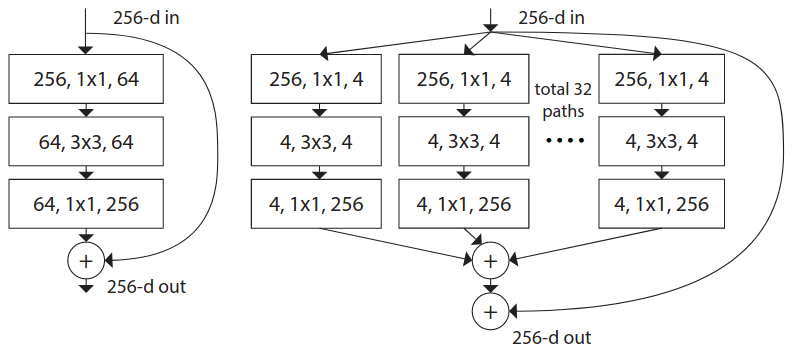 256-d in
256, 1x1, 64
64, 3x3, 64
64, 1x1, 256
+
256-d out
256-d in
256, 1x1, 4
256, 1x1, 4
total 32
paths
256, 1x1, 4
4, 3x3, 4
4, 3x3, 4
....
4, 3x3, 4
4, 1x1, 256
4, 1x1, 256
4, 1x1, 256
+
+
256-d out